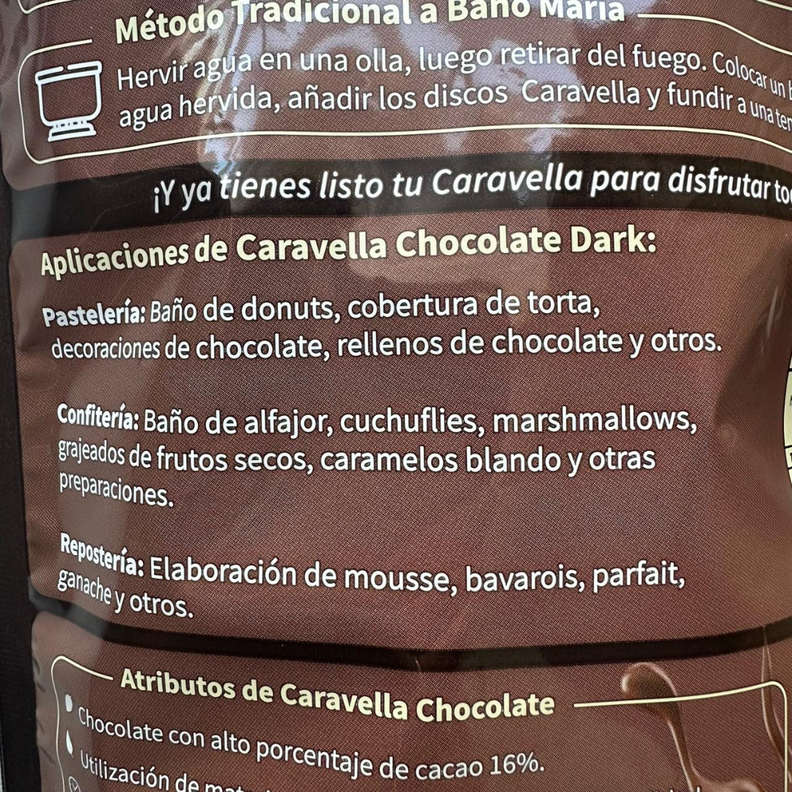 Método Tradicional a Baño María
Hervir agua en una olla, luego retirar del fuego. Colocar un
agua hervida, añadir los discos Caravella y fundir a una
¡Y ya tienes listo tu Caravella para disfrutar
Aplicaciones de Caravella Chocolate Dark:
Pastelería: Baño de donuts, cobertura de torta,
decoraciones de chocolate, rellenos de chocolate y otros.
Confitería: Baño de alfajor, cuchuflies, marshmallows,
grajeados de frutos secos, caramelos blando y otras
preparaciones.
Repostería: Elaboración de mousse, bavarois, parfait,
ganache y otros.
Atributos de Caravella Chocolate
Chocolate con alto porcentaje de cacao 16%.
Utilización de